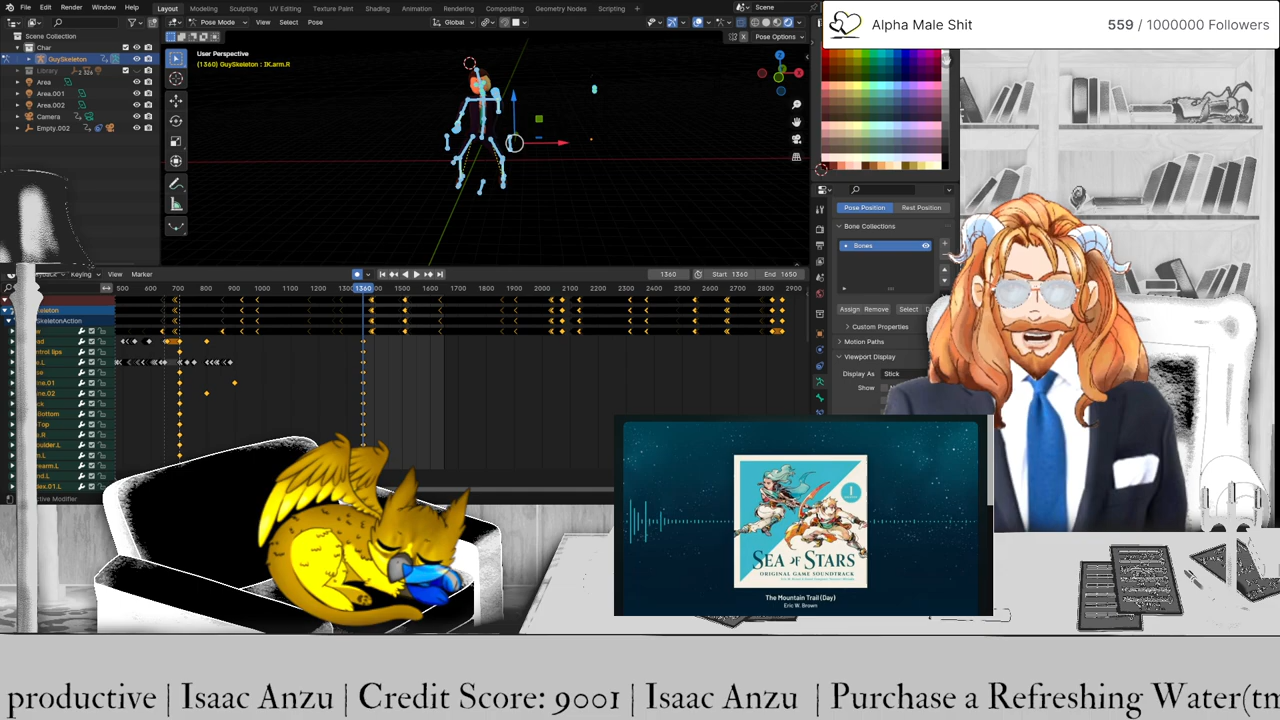 File Edit Render Window Help Layout Modeling Sculpting UV Editing Texture Paint Shading Animation Rendering Compositing Geometry Nodes Scripting Scene
Pose Mode View Select Pose Global
Scene Collection
Char
GuySkeleton
Library
Area
Area.001
Area.002
Camera
Empty.002
User Perspective
(1360) GuySkeleton : IK.arm.R
Pose Options
Alpha Male Shit 559 / 1000000 Followers
Pose Position Rest Position
Bone Collections
Bones
Assign Remove Select
Custom Properties
Motion Paths
Viewport Display
Display As Stick
Show
Keying View Marker
1360 Start 1360 End 1650
500 600 700 800 900 1000 1100 1200 1360 1500 1600 1700 1800 1900 2000 2100 2200 2300 2400 2500 2600 2700 2800 2900
SEA OF STARS
ORIGINAL GAME SOUNDTRACK
The Mountain Trail (Day)
Eric W. Brown
productive | Isaac Anzu | Credit Score: 9001 | Isaac Anzu | Purchase a Refreshing Water(tm